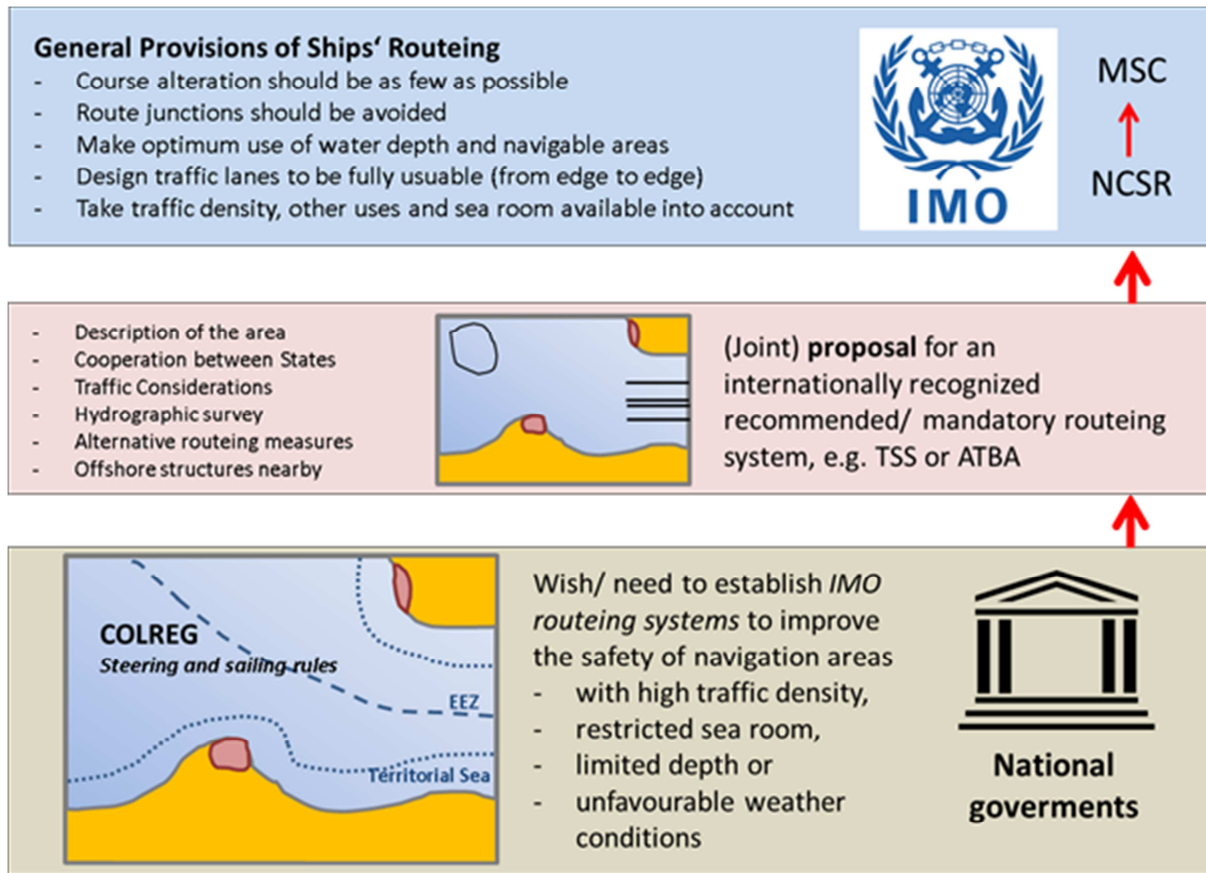 General Provisions of Ships‘ Routeing
- Course alteration should be as few as possible
- Route junctions should be avoided
- Make optimum use of water depth and navigable areas
- Design traffic lanes to be fully usuable (from edge to edge)
- Take traffic density, other uses and sea room available into account
IMO
MSC
NCSR
- Description of the area
- Cooperation between States
- Traffic Considerations
- Hydrographic survey
- Alternative routeing measures
- Offshore structures nearby
(Joint) proposal for an
internationally recognized
recommended/ mandatory routeing
system, e.g. TSS or ATBA
COLREG
Steering and sailing rules
EEZ
Territorial Sea
Wish/ need to establish IMO
routeing systems to improve
the safety of navigation areas
- with high traffic density,
- restricted sea room,
- limited depth or
- unfavourable weather
conditions
National
goverments